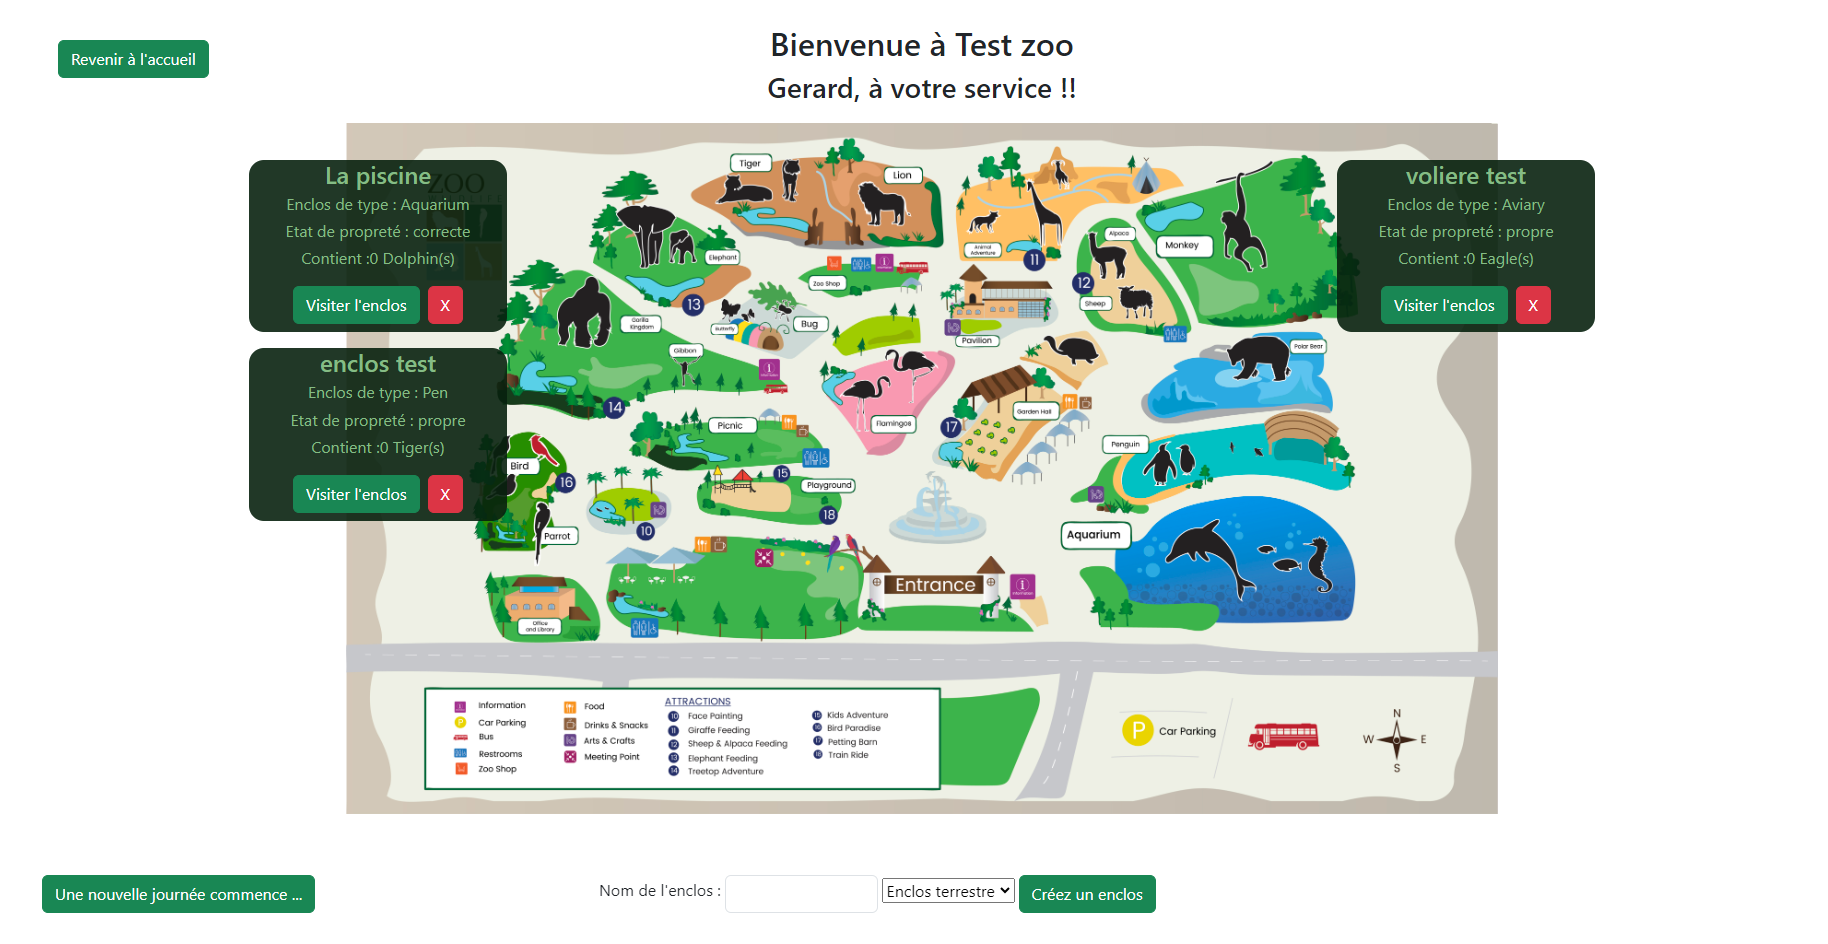 Revenir à l'accueil
Bienvenue à Test zoo
Gerard, à votre service !!
La piscine
ZOO
Enclos de type : Aquarium
Etat de propreté : correcte
Contient :0 Dolphin(s)
Visiter l'enclos
X
enclos test
Enclos de type : Pen
Etat de propreté : propre
Contient :0 Tiger(s)
Visiter l'enclos
X
voliere test
Enclos de type : Aviary
Etat de propreté : propre
Contient :0 Eagle(s)
Visiter l'enclos
X
Tiger
Lion
Elephant
Animal
Adventure
11
Alpaca
Monkey
12
Sheep
Zoo Shop
13
Gorilla
Kingdom
Butterfly
Bug
Pavilion
Gibbon
Polar Bear
14
Picnic
Flamingos
17
Garden Hall
Penguin
Bird
16
15
Playground
18
10
Parrot
Aquarium
Entrance
Information
Office
and Library
Information
Car Parking
Bus
Restrooms
Zoo Shop
Food
Drinks & Snacks
Arts & Crafts
Meeting Point
ATTRACTIONS
10 Face Painting
11 Giraffe Feeding
12 Sheep & Alpaca Feeding
13 Elephant Feeding
14 Treetop Adventure
15 Kids Adventure
16 Bird Paradise
17 Petting Barn
18 Train Ride
P Car Parking
N
W E
S
Une nouvelle journée commence ...
Nom de l'enclos :
Enclos terrestre
Créez un enclos